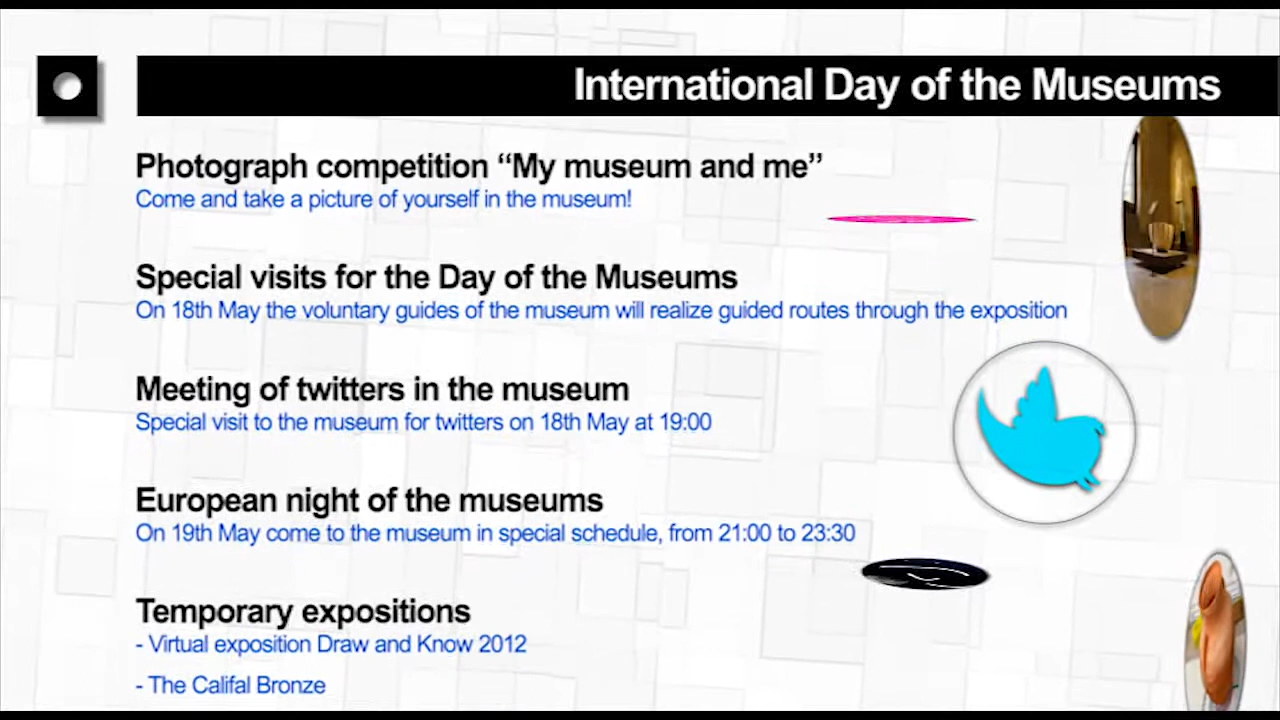 International Day of the Museums
Photograph competition “My museum and me”
Come and take a picture of yourself in the museum!
Special visits for the Day of the Museums
On 18th May the voluntary guides of the museum will realize guided routes through the exposition
Meeting of twitters in the museum
Special visit to the museum for twitters on 18th May at 19:00
European night of the museums
On 19th May come to the museum in special schedule, from 21:00 to 23:30
Temporary expositions
- Virtual exposition Draw and Know 2012
- The Califal Bronze